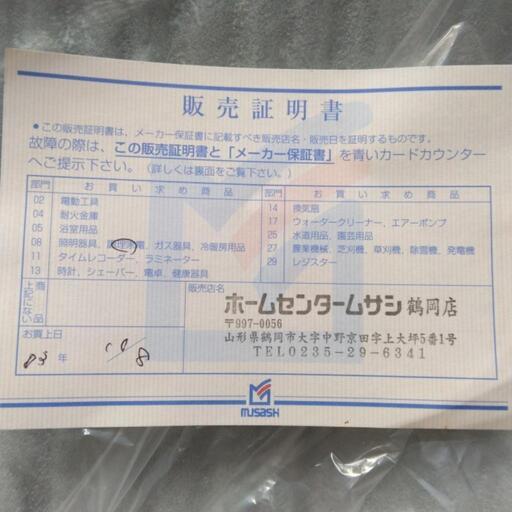 販売証明書
●この販売証明書は、メーカー保証書に記載すべき販売店名・販売日を証明するものです。
故障の際は、この販売証明書と「メーカー保証書」を青いカードカウンター
へご提示下さい。(詳しくは裏面をご覧下さい。)
部門 お買い求め商品 部門 お買い求め商品
02 電動工具 14 換気扇
04 耐火金庫 17 ウォータークリーナー、エアーポンプ
05 浴室用品 25 水道用品、園芸用品
08 照明器具、調理家電、ガス器具、冷暖房用品 27 農業機械、芝刈機、草刈機、除雪機、発電機
11 タイムレコーダー、ラミネーター 29 レジスター
13 時計、シェーバー、電卓、健康器具
上記にない商品
販売店名
ホームセンタームサシ鶴岡店
〒997-0056
山形県鶴岡市大字中野京田字上大坪5番1号
TEL0235-29-6341
お買上日
年
MUSASHI